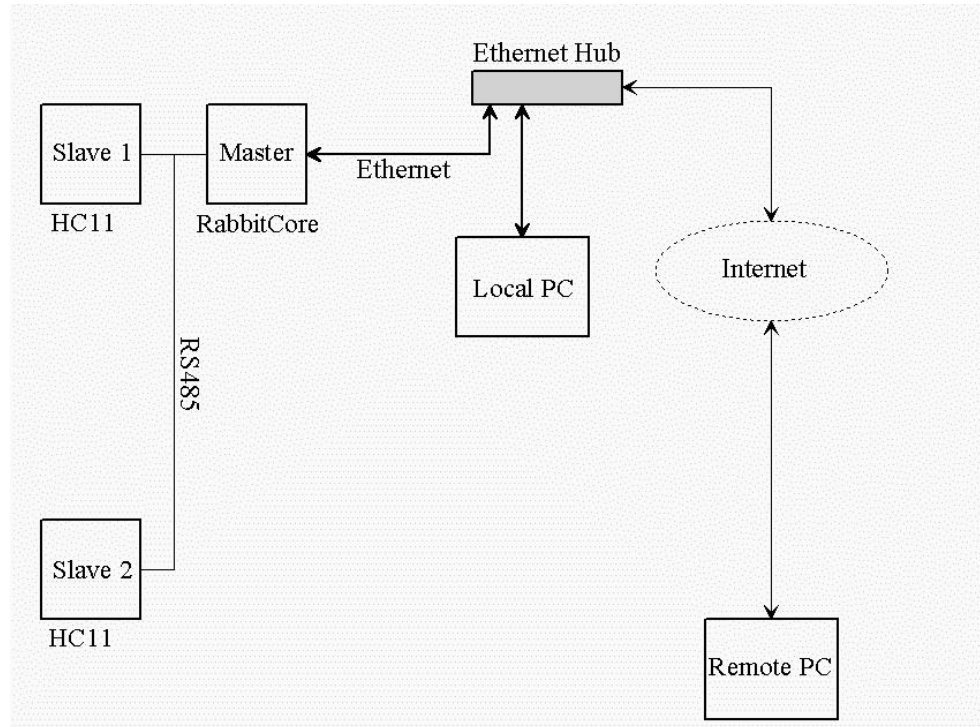 Ethernet Hub
Slave 1
Master
Ethernet
HC11
RabbitCore
Local PC
Internet
RS485
Slave 2
HC11
Remote PC